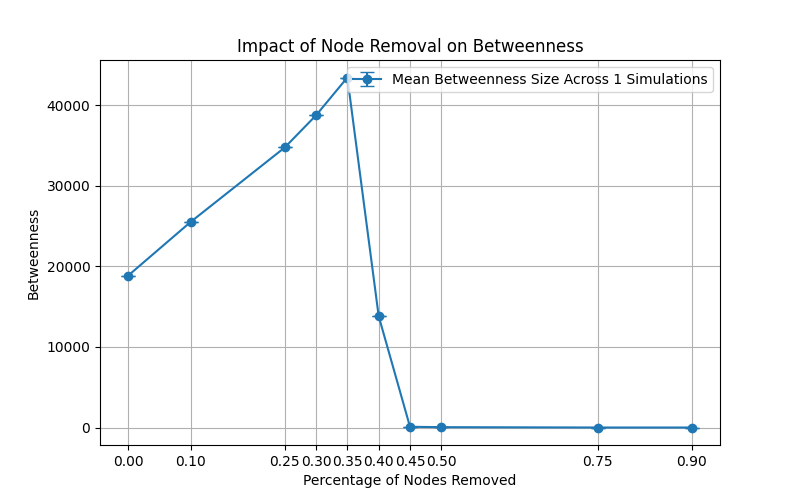 Impact of Node Removal on Betweenness
Mean Betweenness Size Across 1 Simulations
Betweenness
40000
30000
20000
10000
0
0.00 0.10 0.25 0.30 0.35 0.40 0.45 0.50 0.75 0.90
Percentage of Nodes Removed